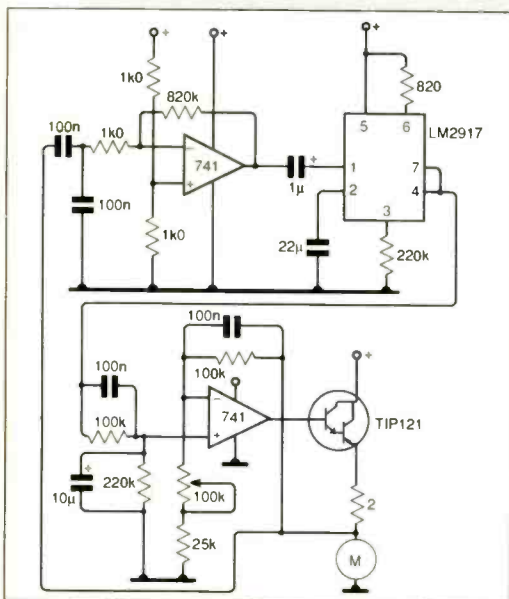 +
+
+
1k0
820k
820
100n
1k0
5
6
LM2917
741
−
+
+
1
7
1µ
2
4
100n
1k0
3
22µ
220k
100n
100n
+
100k
100k
−
741
+
TIP121
+
220k
100k
2
10µ
25k
M